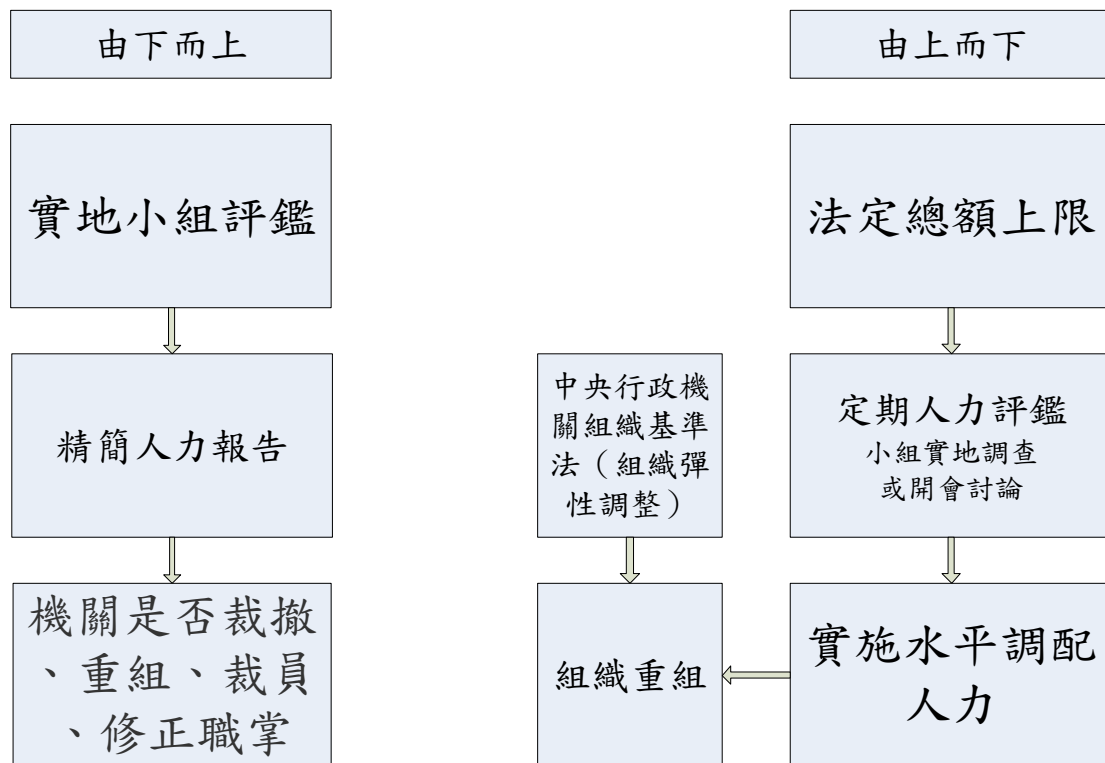 由下而上
由上而下
實地小組評鑑
法定總額上限
精簡人力報告
中央行政機
關組織基準
法（組織彈
性調整）
定期人力評鑑
小組實地調查
或開會討論
機關是否裁撤
、重組、裁員
、修正職掌
組織重組
實施水平調配
人力